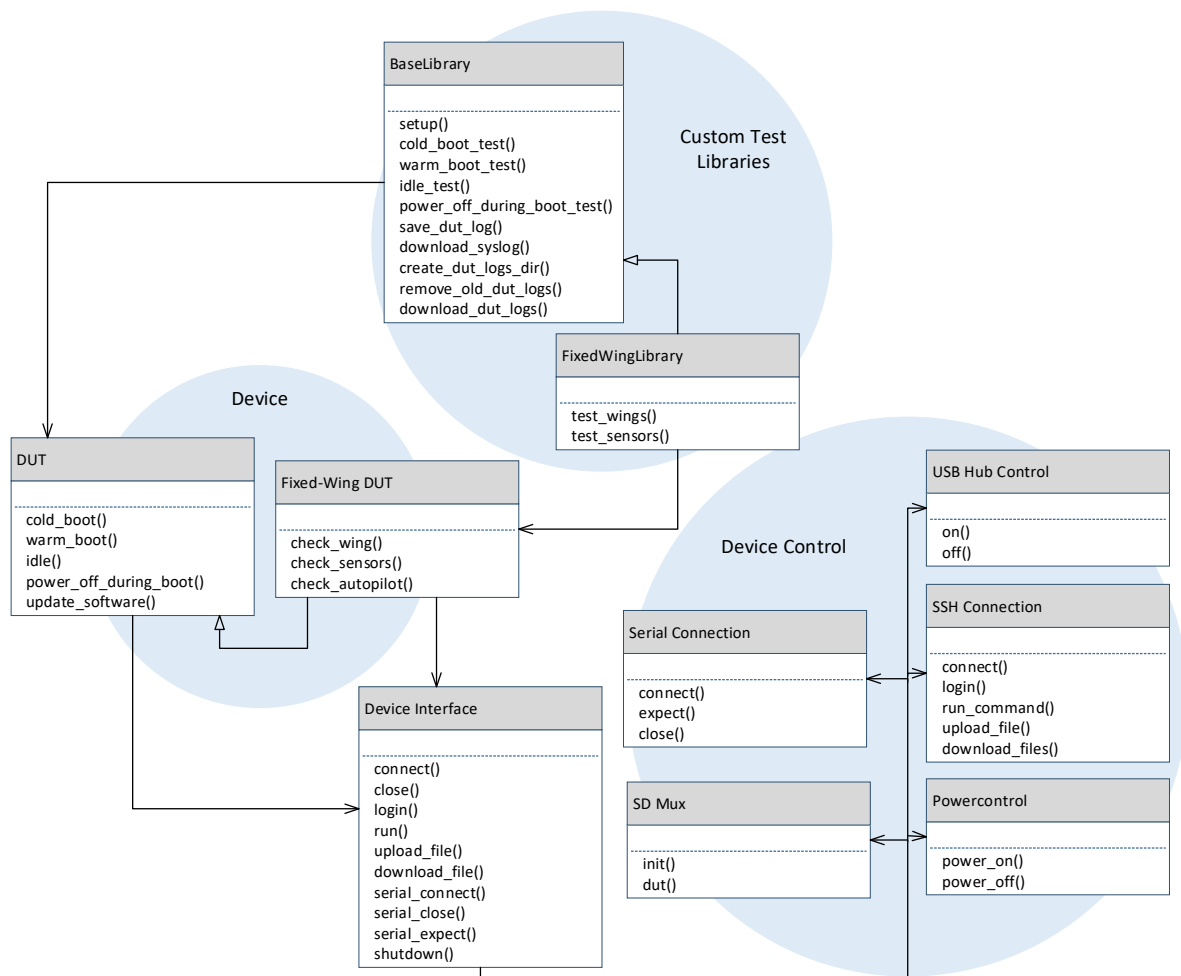 BaseLibrary
setup()
cold_boot_test()
warm_boot_test()
idle_test()
power_off_during_boot_test()
save_dut_log()
download_syslog()
create_dut_logs_dir()
remove_old_dut_logs()
download_dut_logs()
Custom Test
Libraries
FixedWingLibrary
test_wings()
test_sensors()
Device
DUT
cold_boot()
warm_boot()
idle()
power_off_during_boot()
update_software()
Fixed-Wing DUT
check_wing()
check_sensors()
check_autopilot()
Device Interface
connect()
close()
login()
run()
upload_file()
download_file()
serial_connect()
serial_close()
serial_expect()
shutdown()
Device Control
USB Hub Control
on()
off()
Serial Connection
connect()
expect()
close()
SSH Connection
connect()
login()
run_command()
upload_file()
download_files()
SD Mux
init()
dut()
Powercontrol
power_on()
power_off()